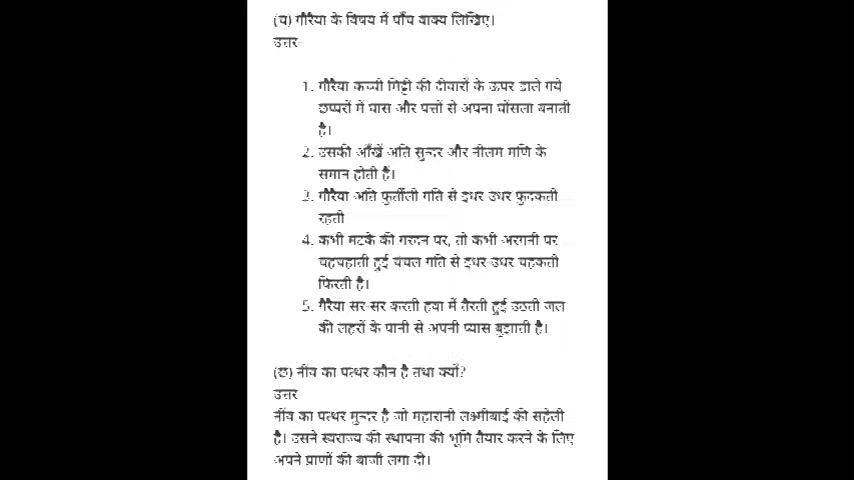 (च) गौरैया के विषय में पाँच वाक्य लिखिए।
उत्तर-
1. गौरैया कच्ची मिट्टी की दीवारों के ऊपर डाले गये
छप्परों में घास और पत्तों से अपना घोंसला बनाती
है।
2. उसकी आँखें अति सुन्दर और नीलम मणि के
समान होती हैं।
3. गौरैया अति फुर्तीली गति से इधर-उधर फुदकती
रहती
4. कभी मटके की गरदन पर, तो कभी अरगनी पर
चहचहाती हुई चंचल गति से इधर-उधर चहकती
फिरती है।
5. गैरैया सर-सर करती हवा में तैरती हुई उठती जल
की लहरों के पानी से अपनी प्यास बुझाती है।
(छ) नींव का पत्थर कौन है तथा क्यों?
उत्तर-
नींव का पत्थर मुन्दर है जो महारानी लक्ष्मीबाई की सहेली
है। उसने स्वराज्य की स्थापना की भूमि तैयार करने के लिए
अपने प्राणों की बाजी लगा दी।